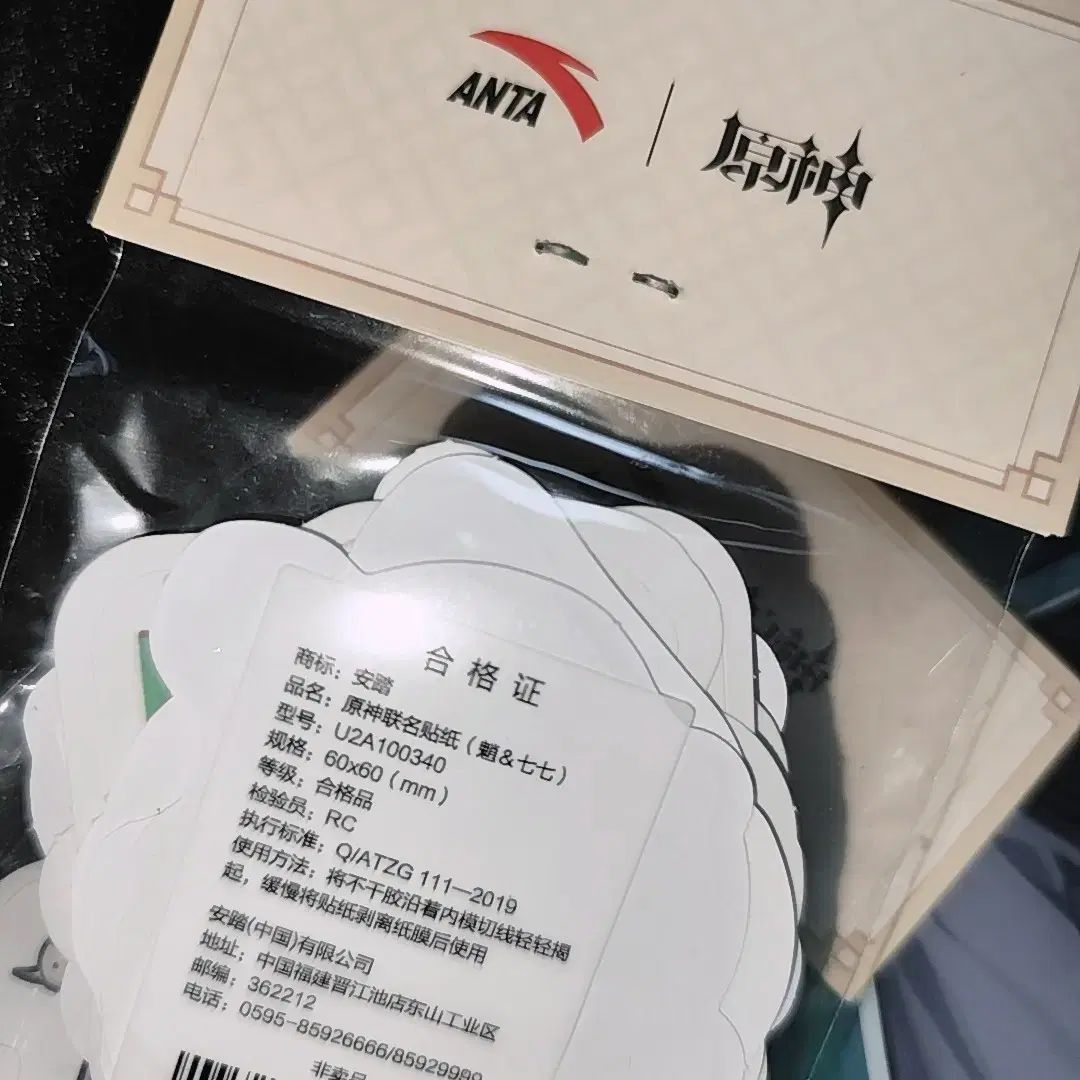 ANTA
原神
合格证
商标：安踏
品名：原神联名贴纸（魈&七七）
型号：U2A100340
规格：60x60（mm）
等级：合格品
检验员：RC
执行标准：Q/ATZG 111—2019
使用方法：将不干胶沿着内模切线轻轻揭
起，缓慢将贴纸剥离纸膜后使用
安踏(中国)有限公司
地址：中国福建晋江池店东山工业区
邮编：362212
电话：0595-85926666/85929999
非卖品